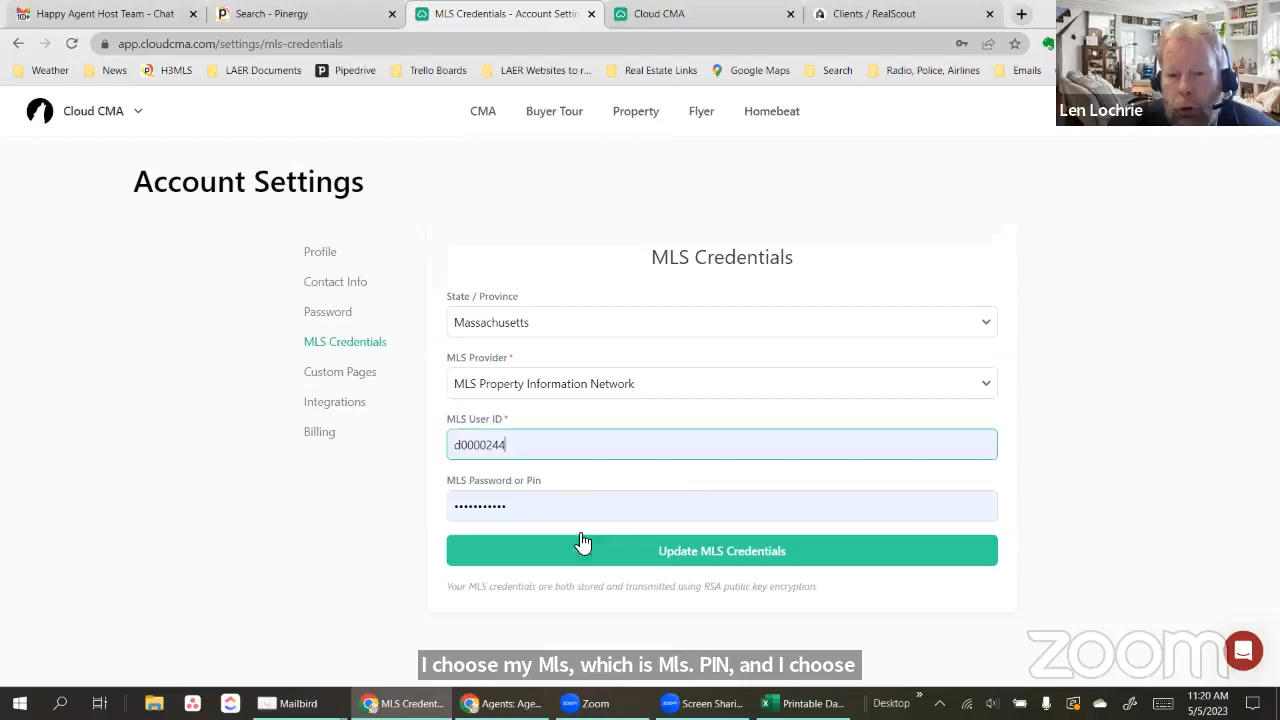 Happy Hour 10th Team - Chat
Search - Pinergy
MLS Credentials - Account Setting
Cloud CMA
Clients / RealScout
app.cloudcma.com/settings/mls-credentials
Weather
News
H3MLS
LAER Boards
Pipedrive
LAER Websites to r...
Real Estate Links
Google Maps
Radio, Police, Airlines
Emails
Len Lochrie
Cloud CMA
CMA
Buyer Tour
Property
Flyer
Homebeat
Account Settings
Profile
Contact Info
Password
MLS Credentials
Custom Pages
Integrations
Billing
MLS Credentials
State / Province
Massachusetts
MLS Provider *
MLS Property Information Network
MLS User ID *
d0000244
MLS Password or Pin
•••••••••••
Update MLS Credentials
Your MLS credentials are both stored and transmitted using RSA public key encryption.
I choose my Mls, which is Mls. PIN, and I choose
zoom
Mailbird
MLS Credent...
Agents: Age...
Zoom
Screen Shari...
Printable Da...
Desktop
11:20 AM
5/5/2023